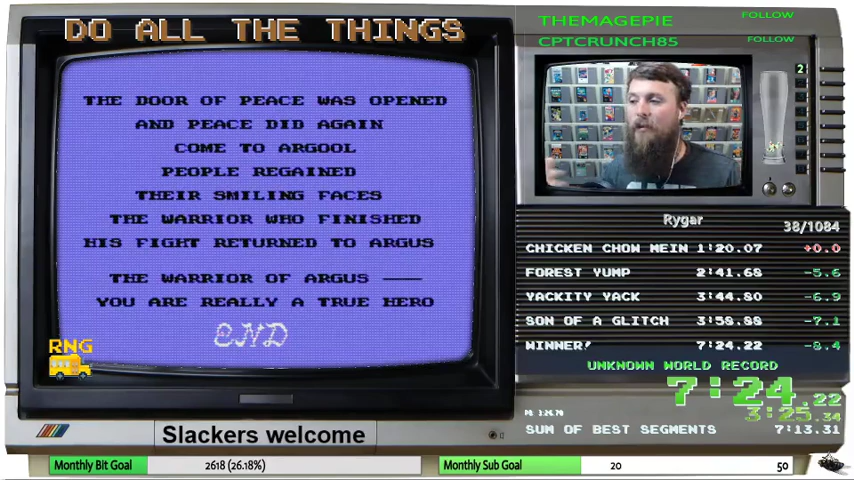 DO ALL THE THINGS
THE DOOR OF PEACE WAS OPENED
AND PEACE DID AGAIN
COME TO ARGOOL
PEOPLE REGAINED
THEIR SMILING FACES
THE WARRIOR WHO FINISHED
HIS FIGHT RETURNED TO ARGUS
THE WARRIOR OF ARGUS ——
YOU ARE REALLY A TRUE HERO
END
RNG
Slackers welcome
THEMAGEPIE FOLLOW
CPTCRUNCH85 FOLLOW
2
Rygar
38/1084
CHICKEN CHOW MEIN 1:20.07 +0.0
FOREST YUMP 2:41.68 -5.6
YACKITY YACK 3:44.80 -6.9
SON OF A GLITCH 3:58.88 -7.1
WINNER! 7:24.22 -8.4
UNKNOWN WORLD RECORD
7:24.22
3:25.34
SUM OF BEST SEGMENTS 7:13.31
Monthly Bit Goal 2618 (26.18%)
Monthly Sub Goal 20 50